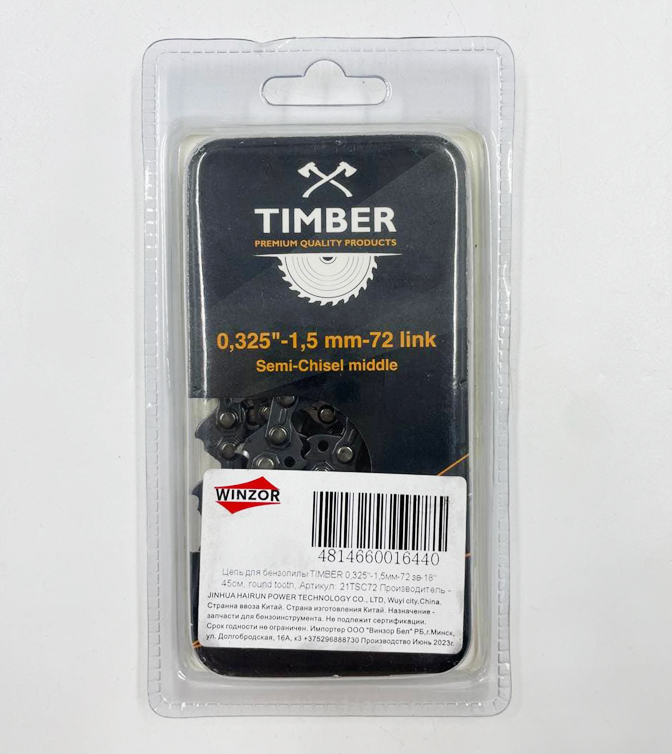 TIMBER
PREMIUM QUALITY PRODUCTS
0,325"-1,5 mm-72 link
Semi-Chisel middle
WINZOR
4814660016440
Цепь для бензопилы TIMBER 0,325"-1,5мм-72 зв-18"
45см, round tooth, Артикул: 21TSC72 Производитель -
JINHUA HAIRUN POWER TECHNOLOGY CO., LTD, Wuyi city,China.
Странна ввоза Китай. Страна изготовления Китай. Назначение -
запчасти для бензоинструмента. Не подлежит сертификации.
Срок годности не ограничен. Импортер ООО "Винзор Бел" РБ,г.Минск,
ул. Долгобродская, 16А, к3 +375296888730 Производство Июнь 2023г.